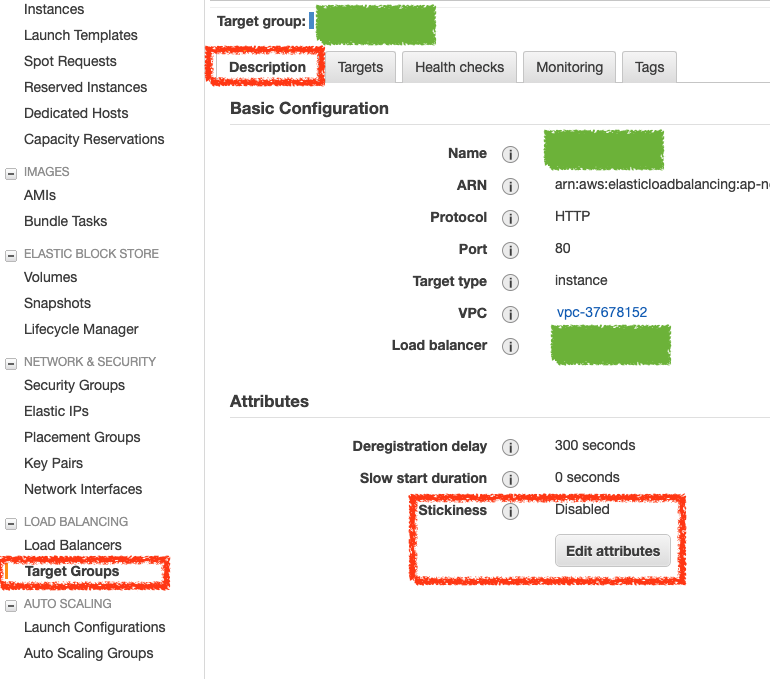 Instances
Launch Templates
Spot Requests
Reserved Instances
Dedicated Hosts
Capacity Reservations
IMAGES
AMIs
Bundle Tasks
ELASTIC BLOCK STORE
Volumes
Snapshots
Lifecycle Manager
NETWORK & SECURITY
Security Groups
Elastic IPs
Placement Groups
Key Pairs
Network Interfaces
LOAD BALANCING
Load Balancers
Target Groups
AUTO SCALING
Launch Configurations
Auto Scaling Groups
Target group:
Description Targets Health checks Monitoring Tags
Basic Configuration
Name
ARN arn:aws:elasticloadbalancing:ap-n
Protocol HTTP
Port 80
Target type instance
VPC vpc-37678152
Load balancer
Attributes
Deregistration delay 300 seconds
Slow start duration 0 seconds
Stickiness Disabled
Edit attributes